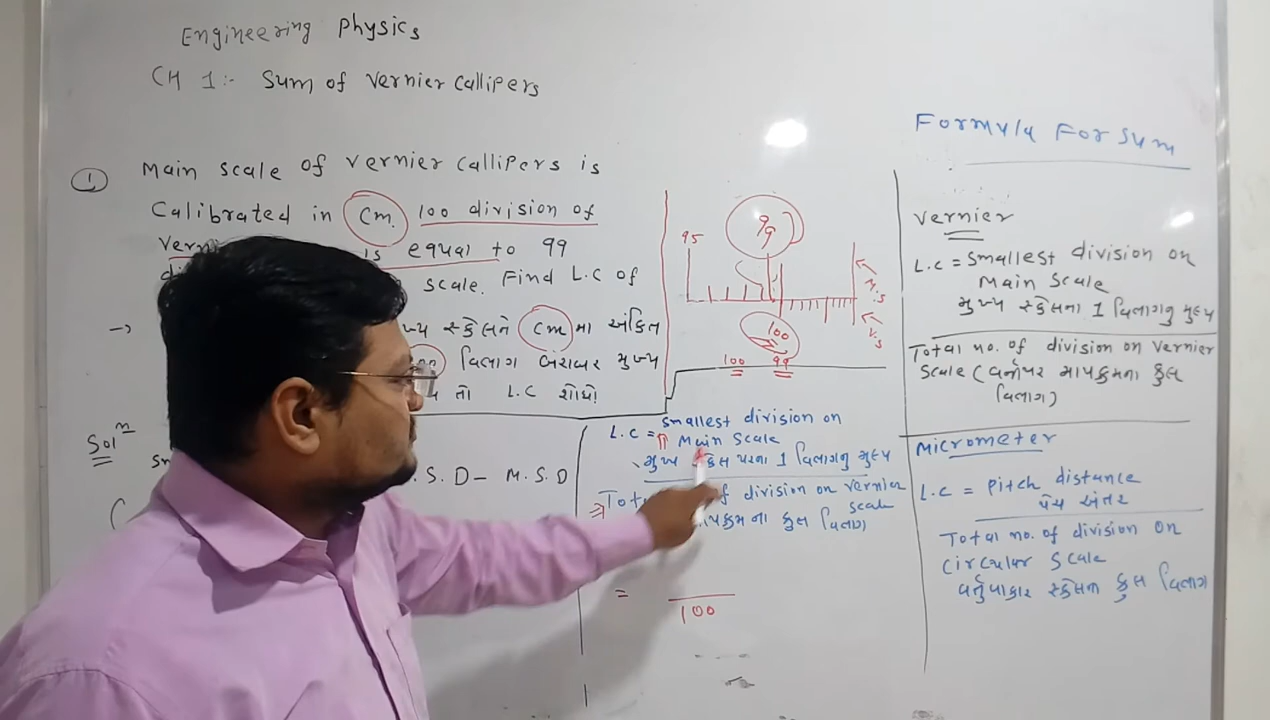 Engineering Physics
CH 1:- Sum of Vernier Callipers
① Main scale of Vernier Callipers is
Calibrated in Cm. 100 division of
is equal to 99
scale. Find L.C of
→ સ્કેલને Cm મા અંકિત
વિભાગ બરાબર મુખ્ય
તો L.C શોધો
Solⁿ
S.D - M.S.D
95
99
100
M.S
V.S
100 99
L.C = Smallest division on
Main Scale
મુખ્ય પરના 1 વિભાગનુ મુલ્ય
of division on Vernier
Scale
ના કુલ વિભાગ
=
100
Formula For Sum
Vernier
L.C = Smallest division on
Main Scale
મુખ્ય સ્કેલના 1 વિભાગનુ મુલ્ય
Total no. of division on Vernier
Scale (વર્નીયર માપક્રમના કુલ
વિભાગ)
Micrometer
L.C = Pitch distance
પેચ અંતર
Total no. of division on
Circular Scale
વર્તુળાકાર સ્કેલના કુલ વિભાગ